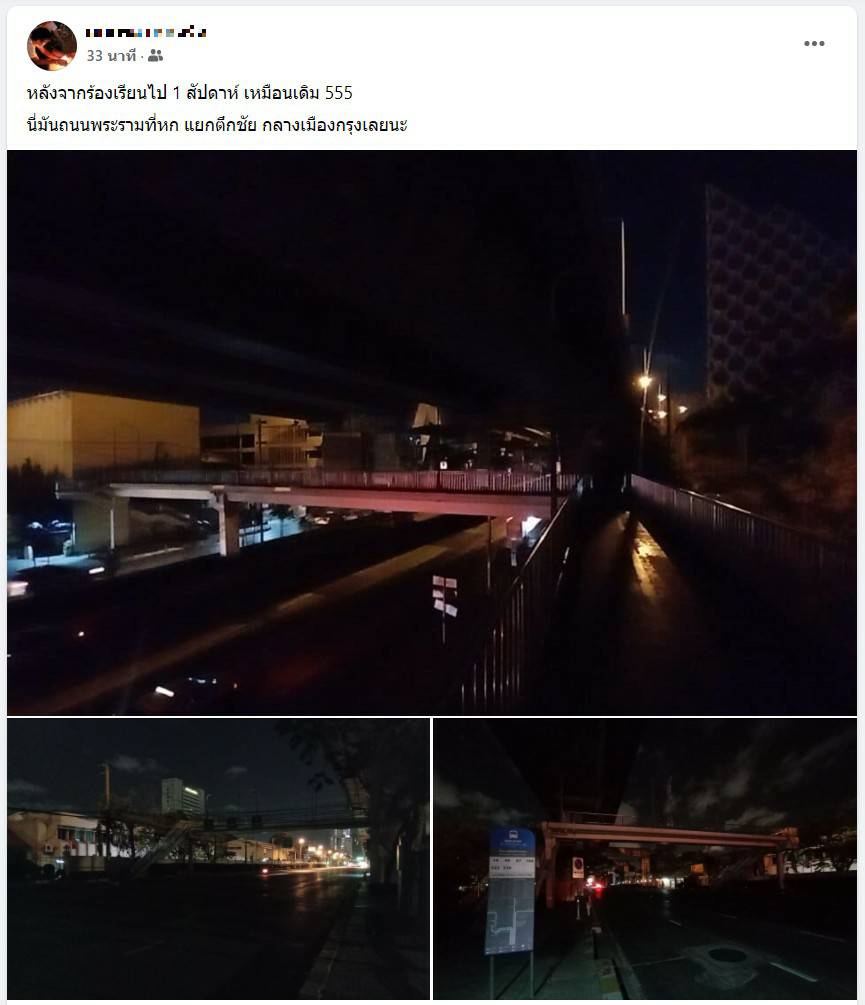 33 นาที
หลังจากร้องเรียนไป 1 สัปดาห์ เหมือนเดิม 555
นี่มันถนนพระรามที่หก แยกตึกชัย กลางเมืองกรุงเลยนะ